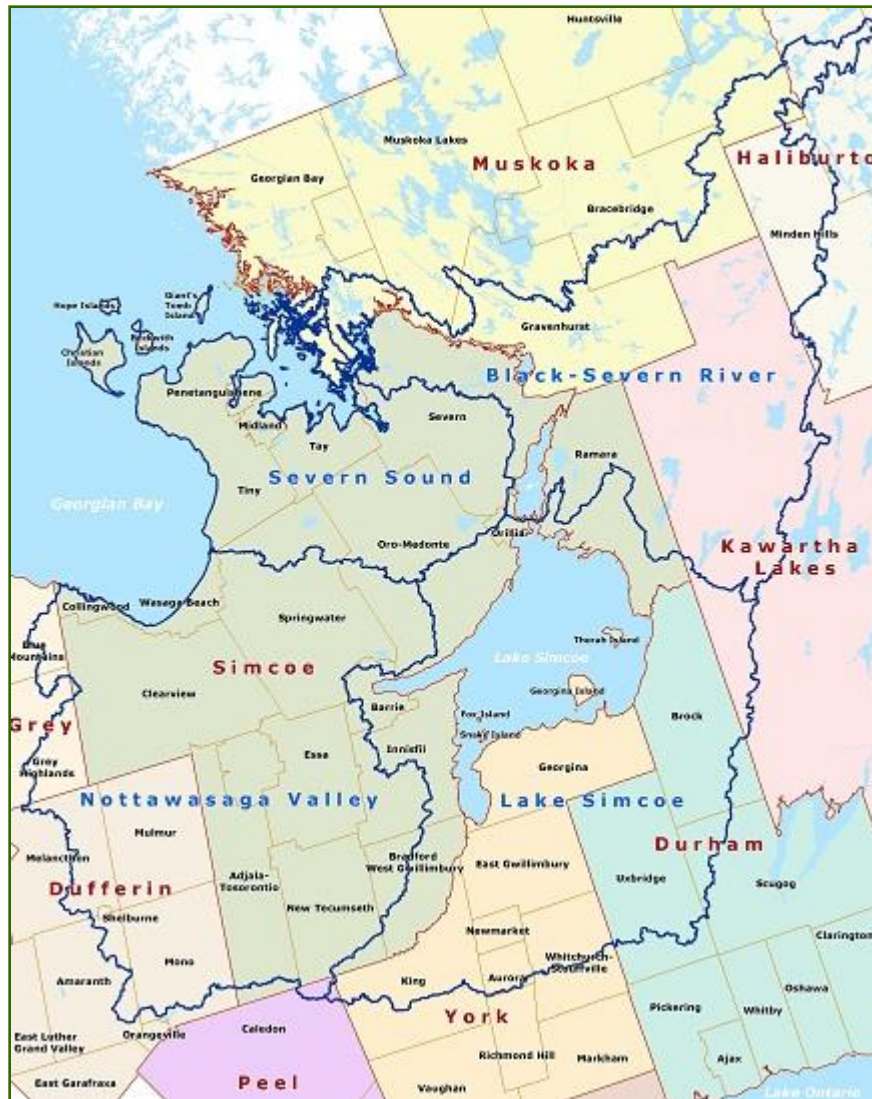 Huntsville
Muskoka Lakes
Muskoka
Haliburto
Georgian Bay
Bracebridge
Minden Hills
Hope Islands
Giant's
Tomb
Island
Beckwith
Islands
Christian
Islands
Gravenhurst
Black-Severn River
Penetanguishene
Midland
Severn
Tay
Ramara
Severn Sound
Tiny
Georgian Bay
Orillia
Oro-Medonte
Kawartha
Lakes
Collingwood
Wasaga Beach
Springwater
Thorah Island
Blue
Mountains
Simcoe
Lake Simcoe
Clearview
Georgina Island
Barrie
Grey
Fox Island
Brock
Snake Island
Innisfil
Essa
Grey
Highlands
Georgina
Nottawasaga Valley
Lake Simcoe
Mulmur
Durham
Melancthon
Bradford
West Gwillimbury
East Gwillimbury
Adjala-
Tosorontio
Uxbridge
Scugog
Dufferin
New Tecumseth
Shelburne
Newmarket
Clarington
Mono
Whitchurch-
Stouffville
Amaranth
King
Aurora
Oshawa
Pickering
Whitby
York
Orangeville
Caledon
East Luther
Grand Valley
Richmond Hill
Markham
Ajax
Peel
East Garafraxa
Vaughan
Lake Ontario